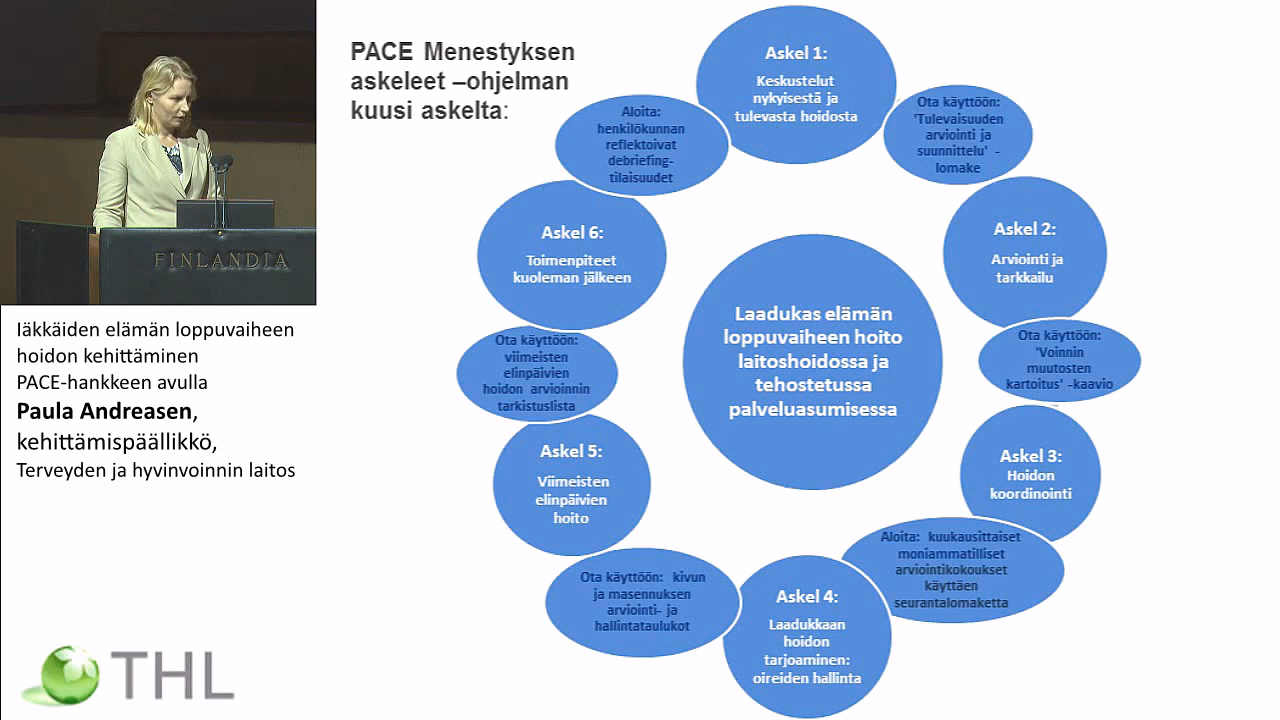 FINLANDIA
Iäkkäiden elämän loppuvaiheen
hoidon kehittäminen
PACE-hankkeen avulla
Paula Andreasen,
kehittämispäällikkö,
Terveyden ja hyvinvoinnin laitos
THL
PACE Menestyksen
askeleet –ohjelman
kuusi askelta:
Askel 1:
Keskustelut
nykyisestä ja
tulevasta hoidosta
Ota käyttöön:
'Tulevaisuuden
arviointi ja
suunnittelu' -
lomake
Askel 2:
Arviointi ja
tarkkailu
Ota käyttöön:
'Voinnin
muutosten
kartoitus' -kaavio
Askel 3:
Hoidon
koordinointi
Aloita: kuukausittaiset
moniammatilliset
arviointikokoukset
käyttäen
seurantalomaketta
Askel 4:
Laadukkaan
hoidon
tarjoaminen:
oireiden hallinta
Ota käyttöön: kivun
ja masennuksen
arviointi- ja
hallintataulukot
Askel 5:
Viimeisten
elinpäivien
hoito
Ota käyttöön:
viimeisten
elinpäivien
hoidon arvioinnin
tarkistuslista
Askel 6:
Toimenpiteet
kuoleman jälkeen
Aloita:
henkilökunnan
reflektoivat
debriefing-
tilaisuudet
Laadukas elämän
loppuvaiheen hoito
laitoshoidossa ja
tehostetussa
palveluasumisessa